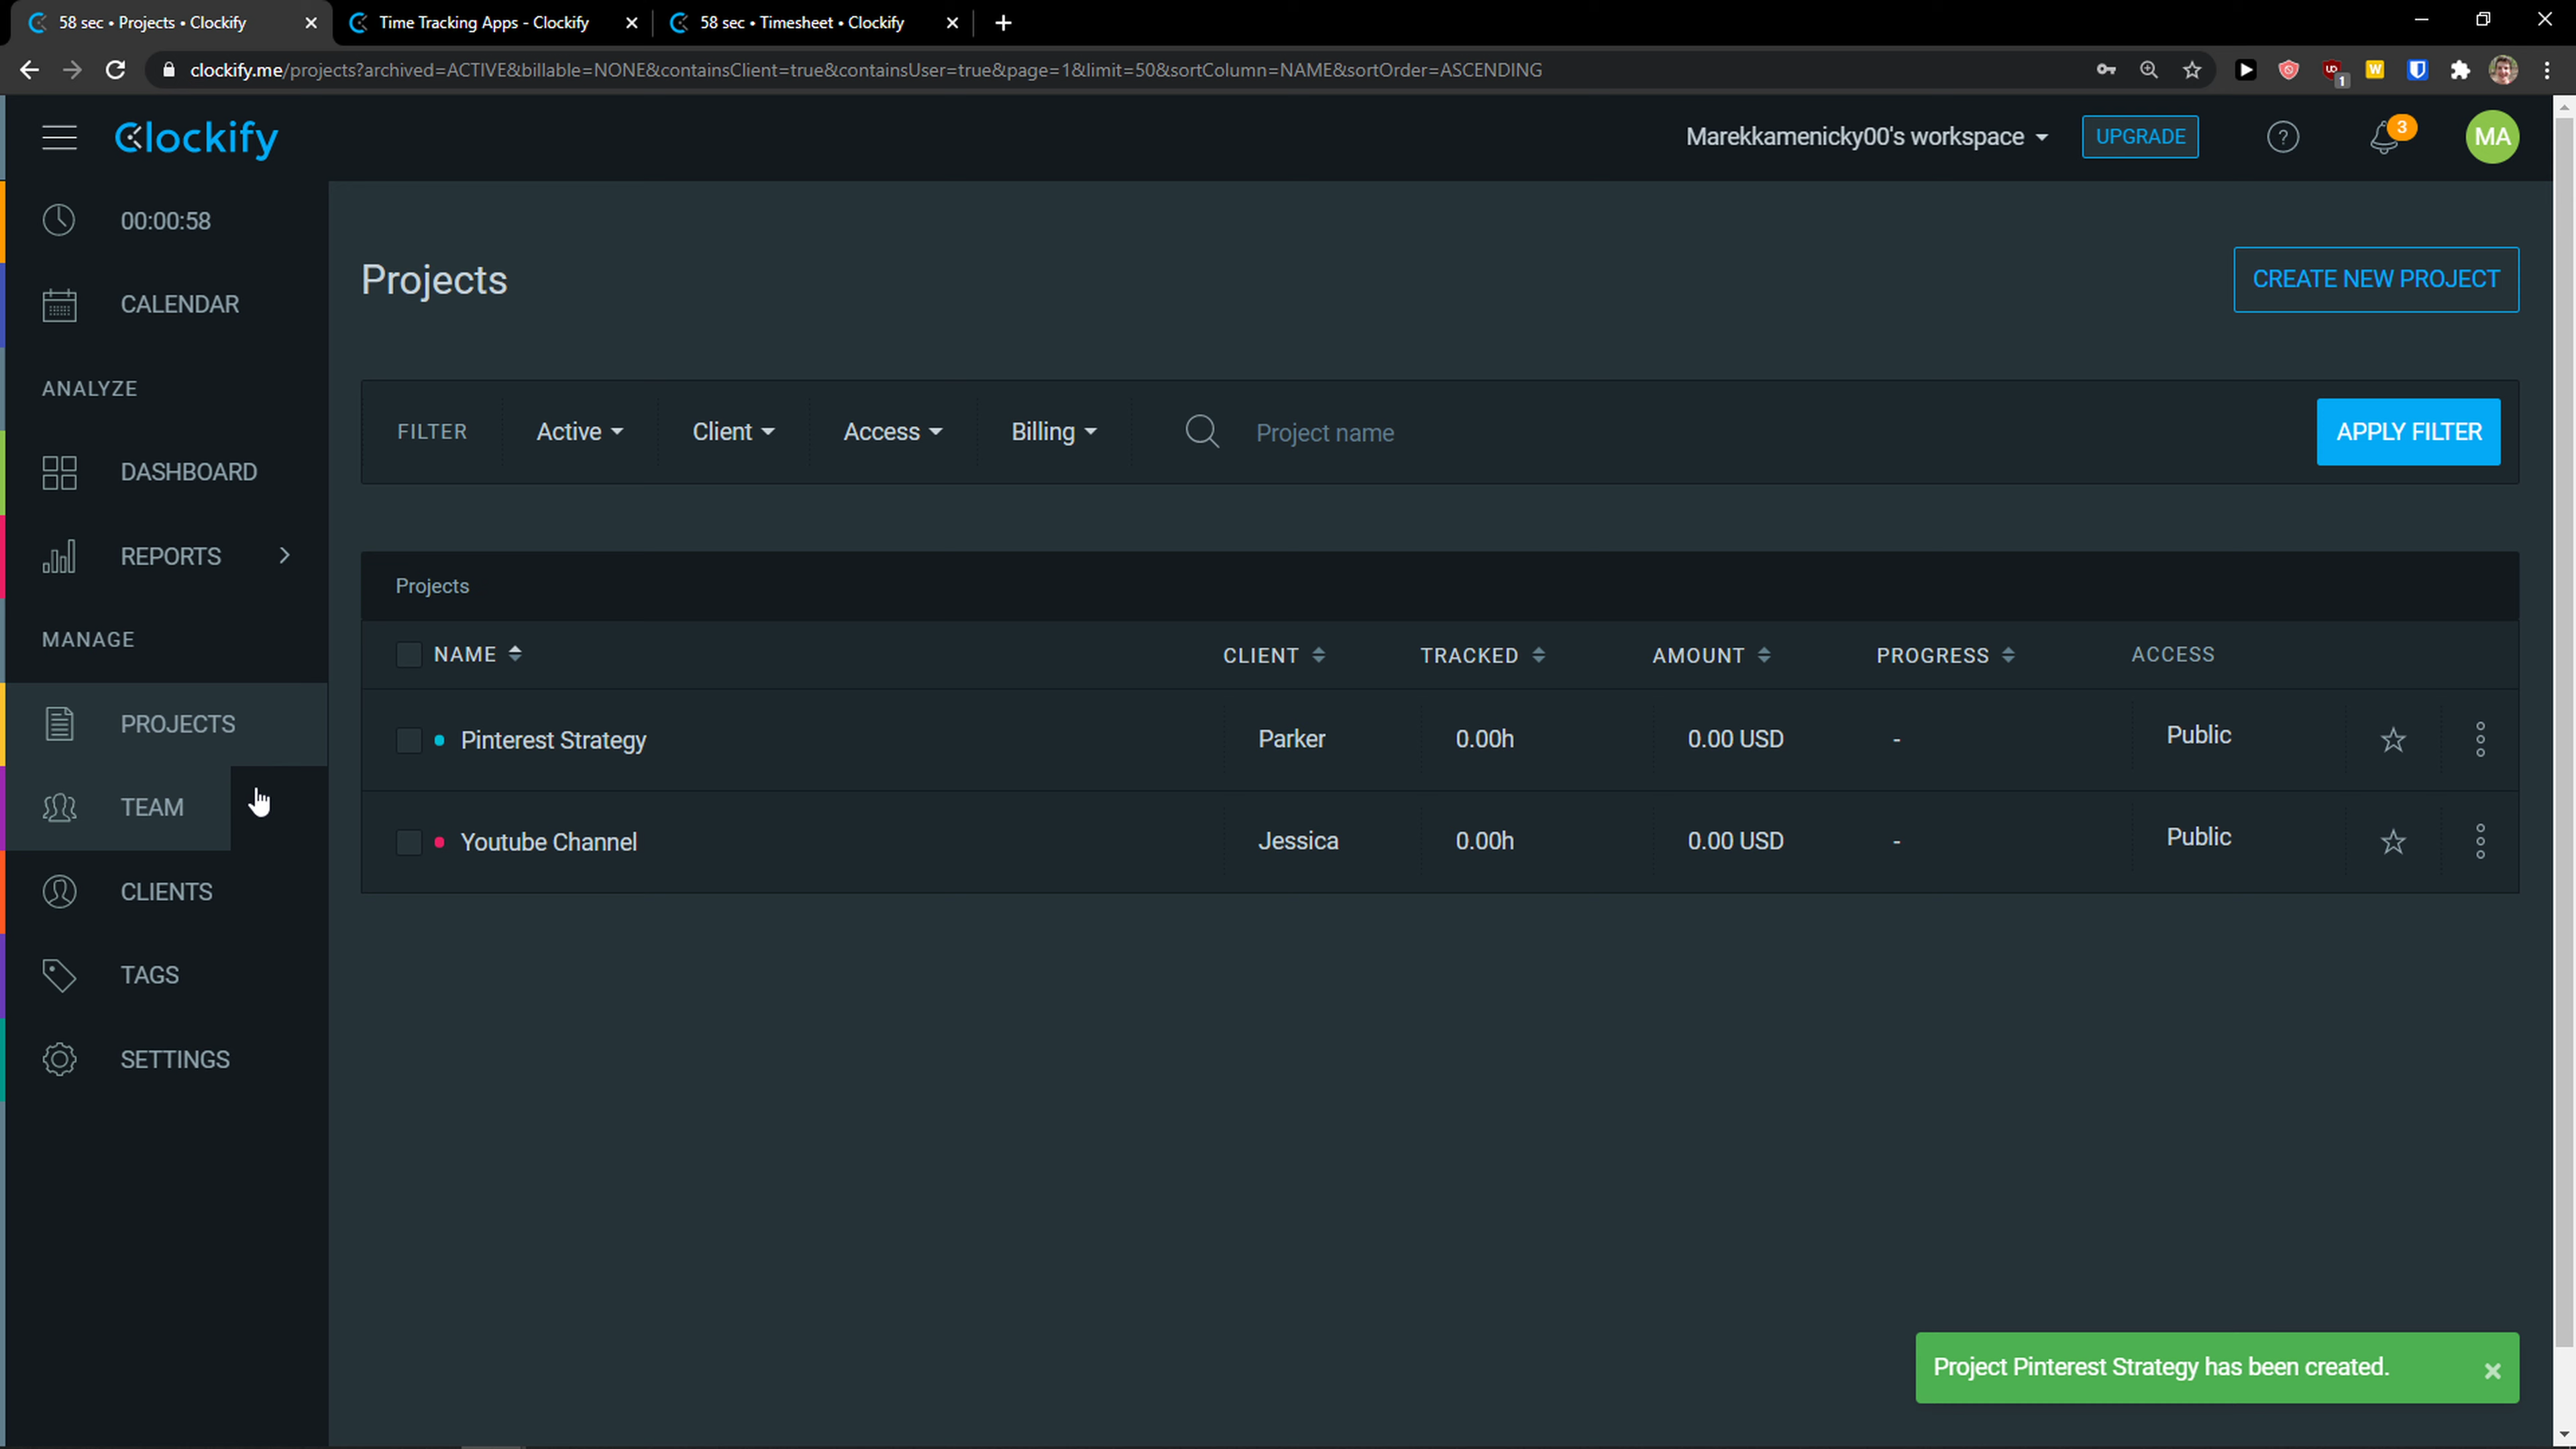 58 sec • Projects • Clockify
Time Tracking Apps - Clockify
58 sec • Timesheet • Clockify
clockify.me/projects?archived=ACTIVE&billable=NONE&containsClient=true&containsUser=true&page=1&limit=50&sortColumn=NAME&sortOrder=ASCENDING
1
W
Clockify
Marekkamenicky00's workspace
UPGRADE
?
3
MA
00:00:58
CALENDAR
ANALYZE
DASHBOARD
REPORTS
MANAGE
PROJECTS
TEAM
CLIENTS
TAGS
SETTINGS
Projects
CREATE NEW PROJECT
FILTER Active Client Access Billing Project name APPLY FILTER
Projects
NAME CLIENT TRACKED AMOUNT PROGRESS ACCESS
Pinterest Strategy Parker 0.00h 0.00 USD - Public
Youtube Channel Jessica 0.00h 0.00 USD - Public
Project Pinterest Strategy has been created. ×